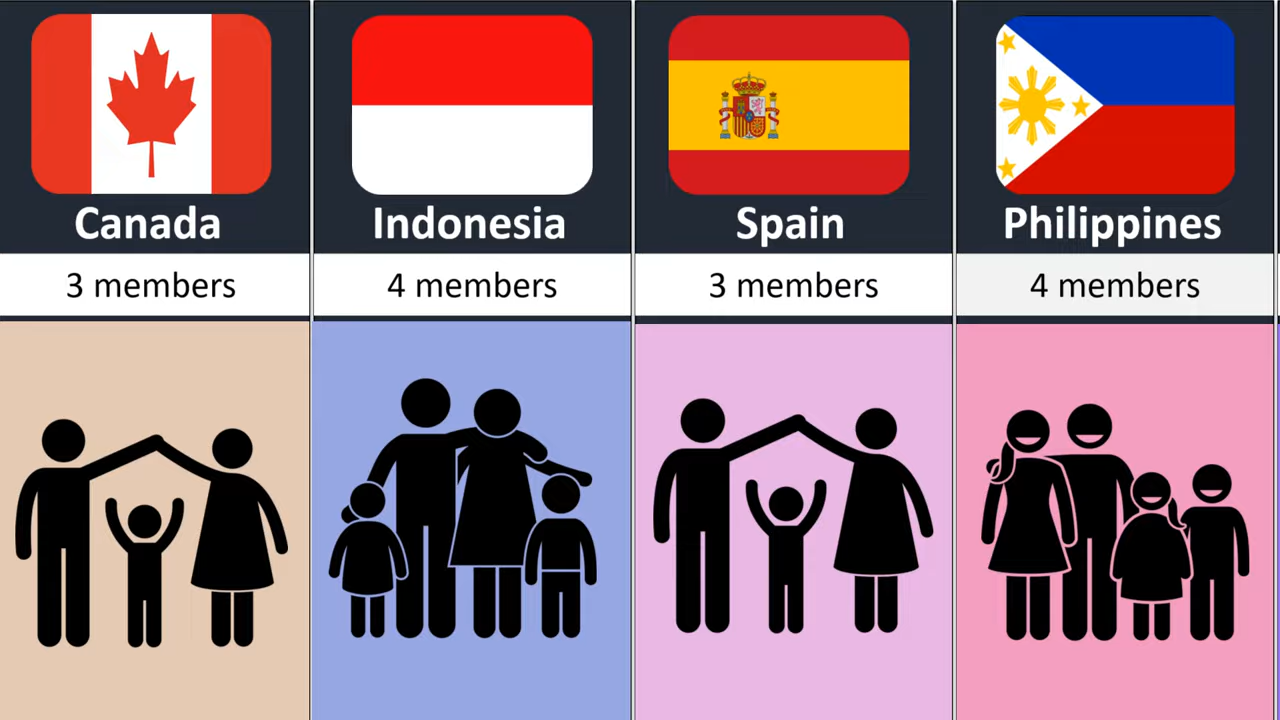 Canada
3 members
Indonesia
4 members
Spain
3 members
Philippines
4 members